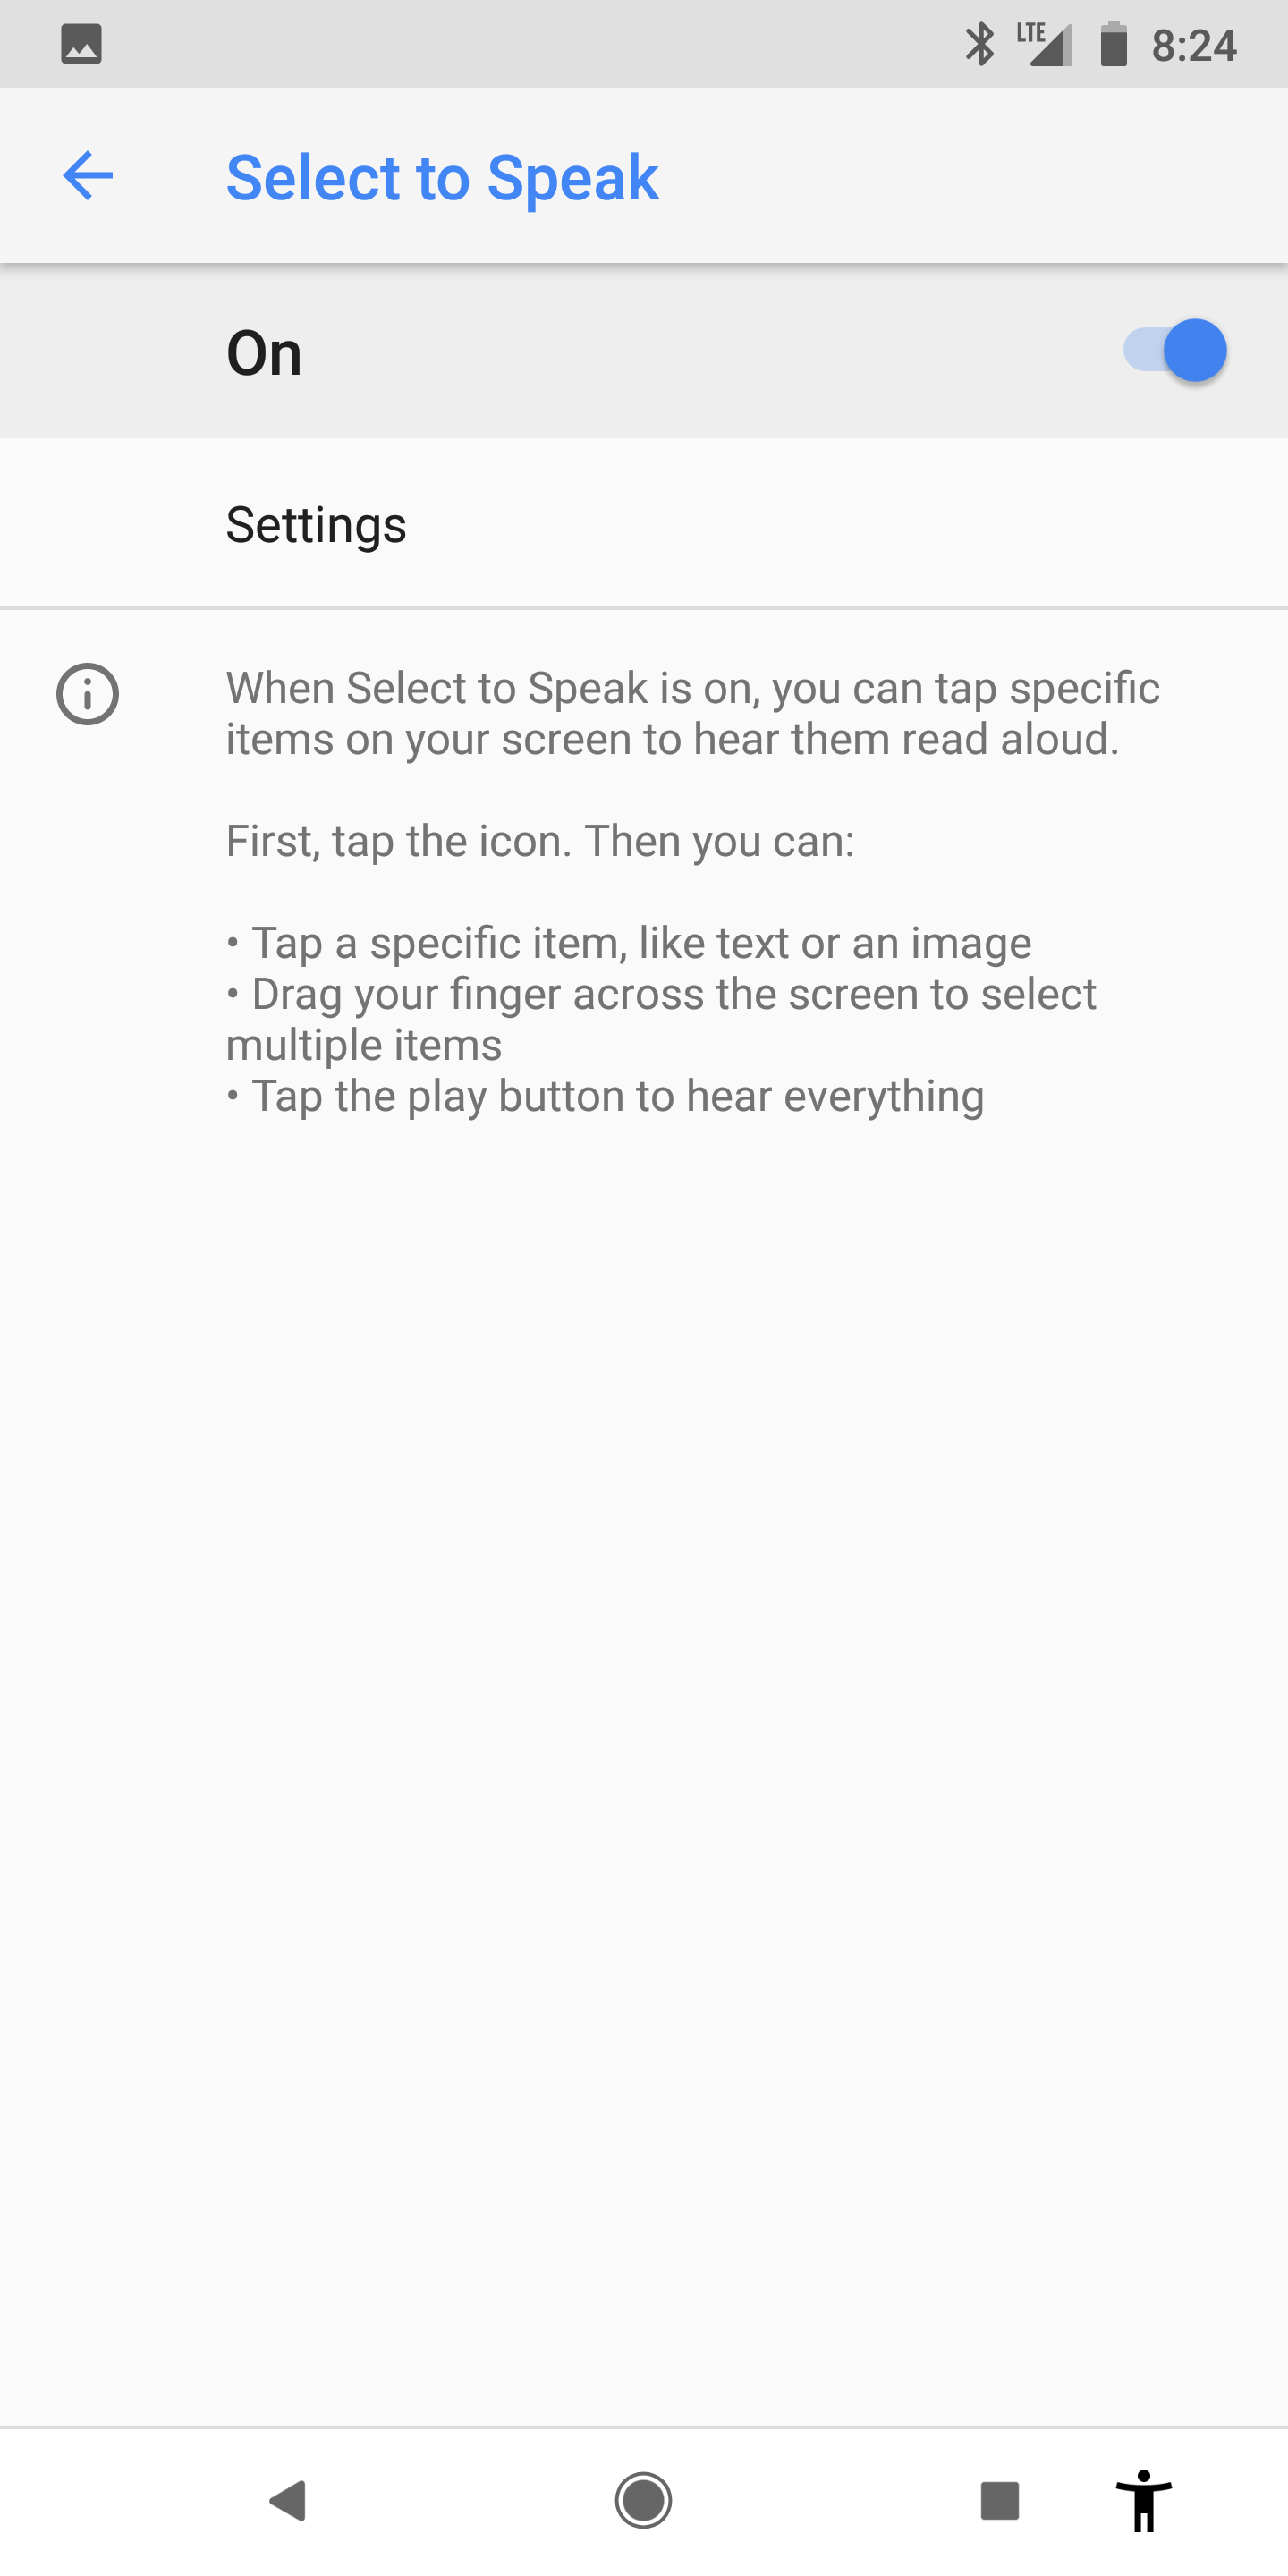 LTE 8:24
Select to Speak
On
Settings
When Select to Speak is on, you can tap specific
items on your screen to hear them read aloud.
First, tap the icon. Then you can:
• Tap a specific item, like text or an image
• Drag your finger across the screen to select
multiple items
• Tap the play button to hear everything